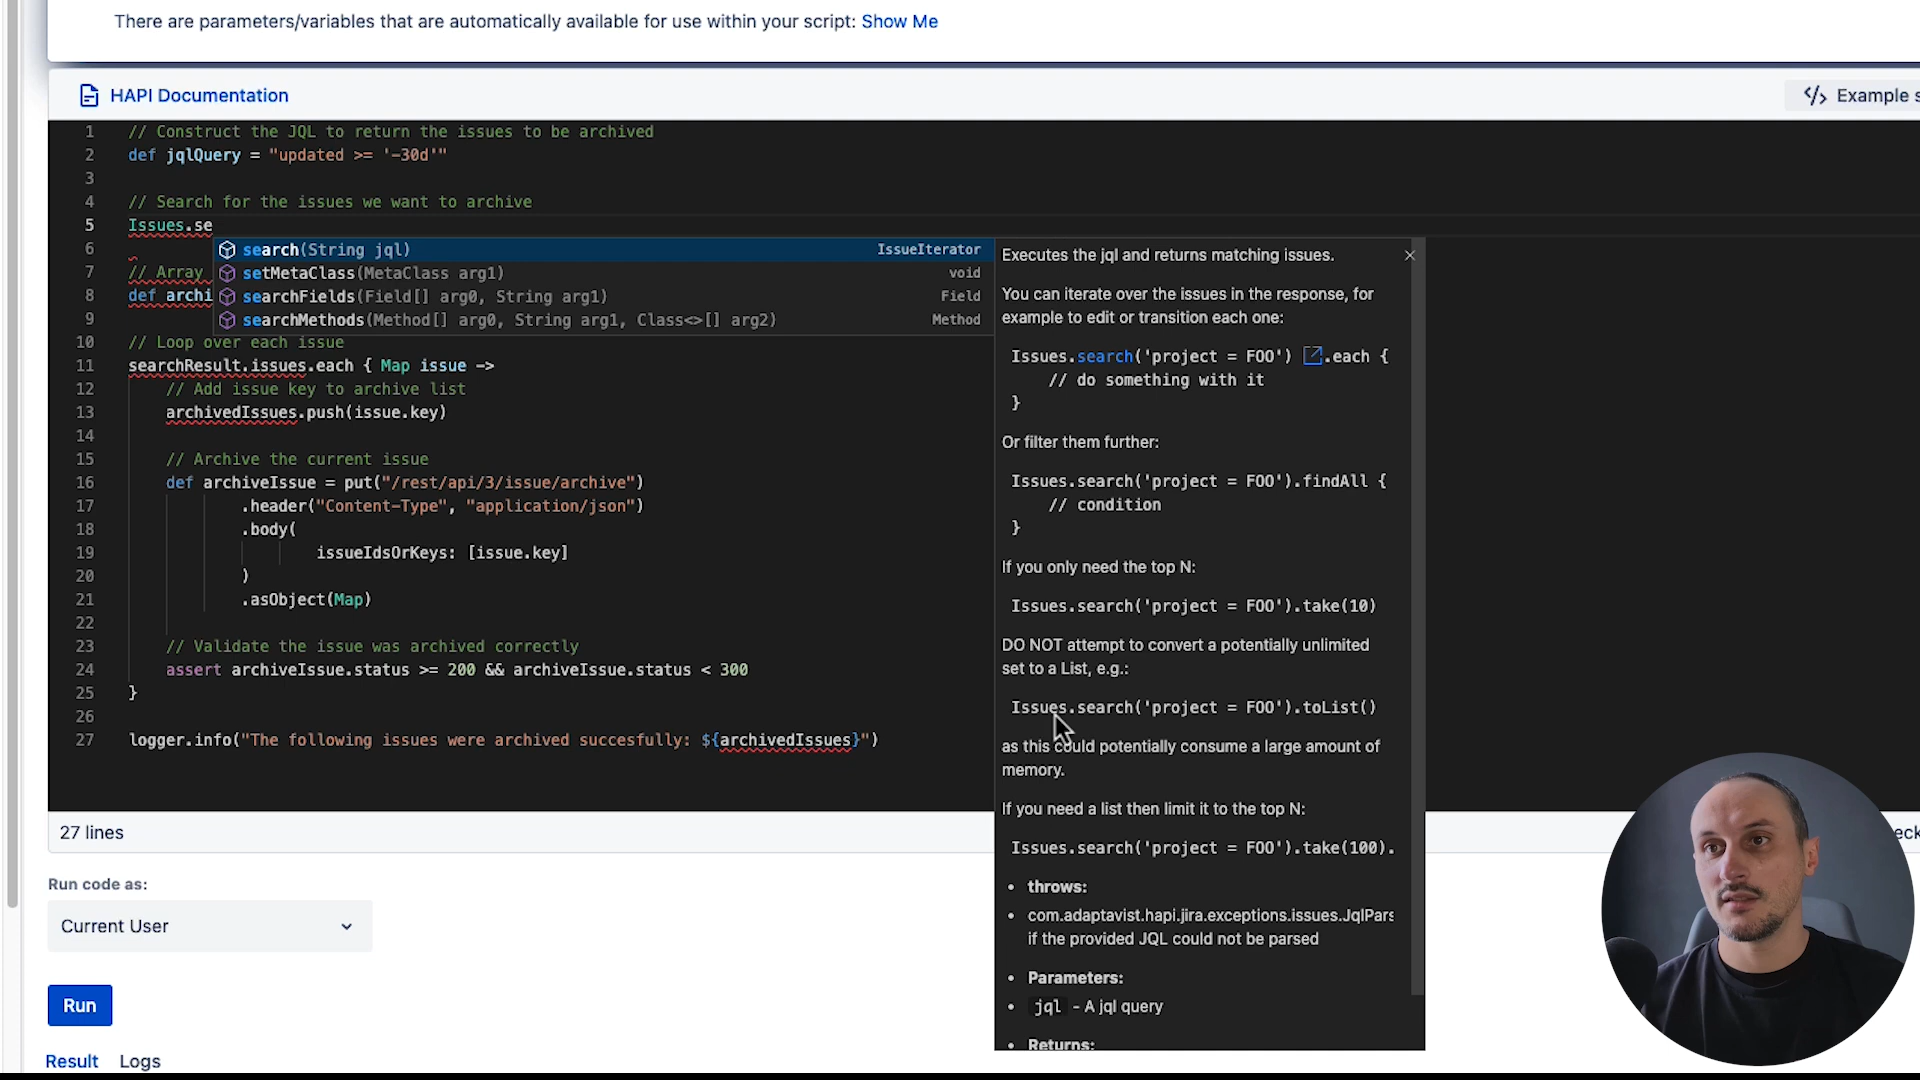 There are parameters/variables that are automatically available for use within your script: Show Me
HAPI Documentation
Example s
1 // Construct the JQL to return the issues to be archived
2 def jqlQuery = "updated >= '-30d'"
3
4 // Search for the issues we want to archive
5 Issues.se
6
search(String jql) IssueIterator
7 // Array
setMetaClass(MetaClass arg1) void
8 def archi
searchFields(Field[] arg0, String arg1) Field
9
searchMethods(Method[] arg0, String arg1, Class<>[] arg2) Method
10 // Loop over each issue
11 searchResult.issues.each { Map issue ->
12 // Add issue key to archive list
13 archivedIssues.push(issue.key)
14
15 // Archive the current issue
16 def archiveIssue = put("/rest/api/3/issue/archive")
17 .header("Content-Type", "application/json")
18 .body(
19 issueIdsOrKeys: [issue.key]
20 )
21 .asObject(Map)
22
23 // Validate the issue was archived correctly
24 assert archiveIssue.status >= 200 && archiveIssue.status < 300
25 }
26
27 logger.info("The following issues were archived succesfully: ${archivedIssues}")
Executes the jql and returns matching issues.
You can iterate over the issues in the response, for
example to edit or transition each one:
Issues.search('project = FOO') .each {
// do something with it
}
Or filter them further:
Issues.search('project = FOO').findAll {
// condition
}
If you only need the top N:
Issues.search('project = FOO').take(10)
DO NOT attempt to convert a potentially unlimited
set to a List, e.g.:
Issues.search('project = FOO').toList()
as this could potentially consume a large amount of
memory.
If you need a list then limit it to the top N:
Issues.search('project = FOO').take(100).
• throws:
• com.adaptavist.hapi.jira.exceptions.issues.JqlPars
if the provided JQL could not be parsed
• Parameters:
• jql - A jql query
• Returns:
27 lines
eck
Run code as:
Current User
Run
Result Logs